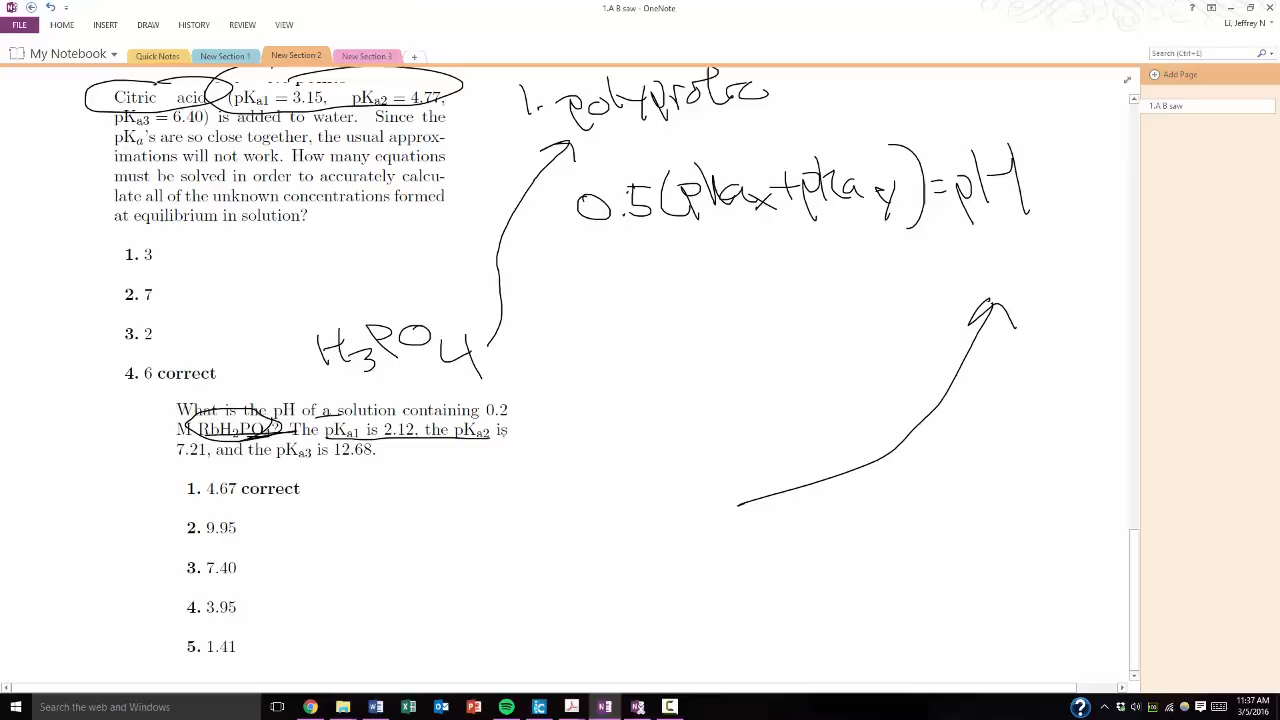 1.A B saw - OneNote
?
Li, Jeffrey N
FILE HOME INSERT DRAW HISTORY REVIEW VIEW
My Notebook Quick Notes New Section 1 New Section 2 New Section 3 +
Search (Ctrl+E)
Add Page
1.A B saw
Citric acid (pKa1 = 3.15, pKa2 = 4.77,
pKa3 = 6.40) is added to water. Since the
pKa's are so close together, the usual approx-
imations will not work. How many equations
must be solved in order to accurately calcu-
late all of the unknown concentrations formed
at equilibrium in solution?
1. 3
2. 7
3. 2
4. 6 correct
1. polyprotic
0.5(pKax+pKay)=pH
H3PO4
What is the pH of a solution containing 0.2
M RbH2PO4? The pKa1 is 2.12, the pKa2 is
7.21, and the pKa3 is 12.68.
1. 4.67 correct
2. 9.95
3. 7.40
4. 3.95
5. 1.41
Search the web and Windows
11:37 AM
3/5/2016